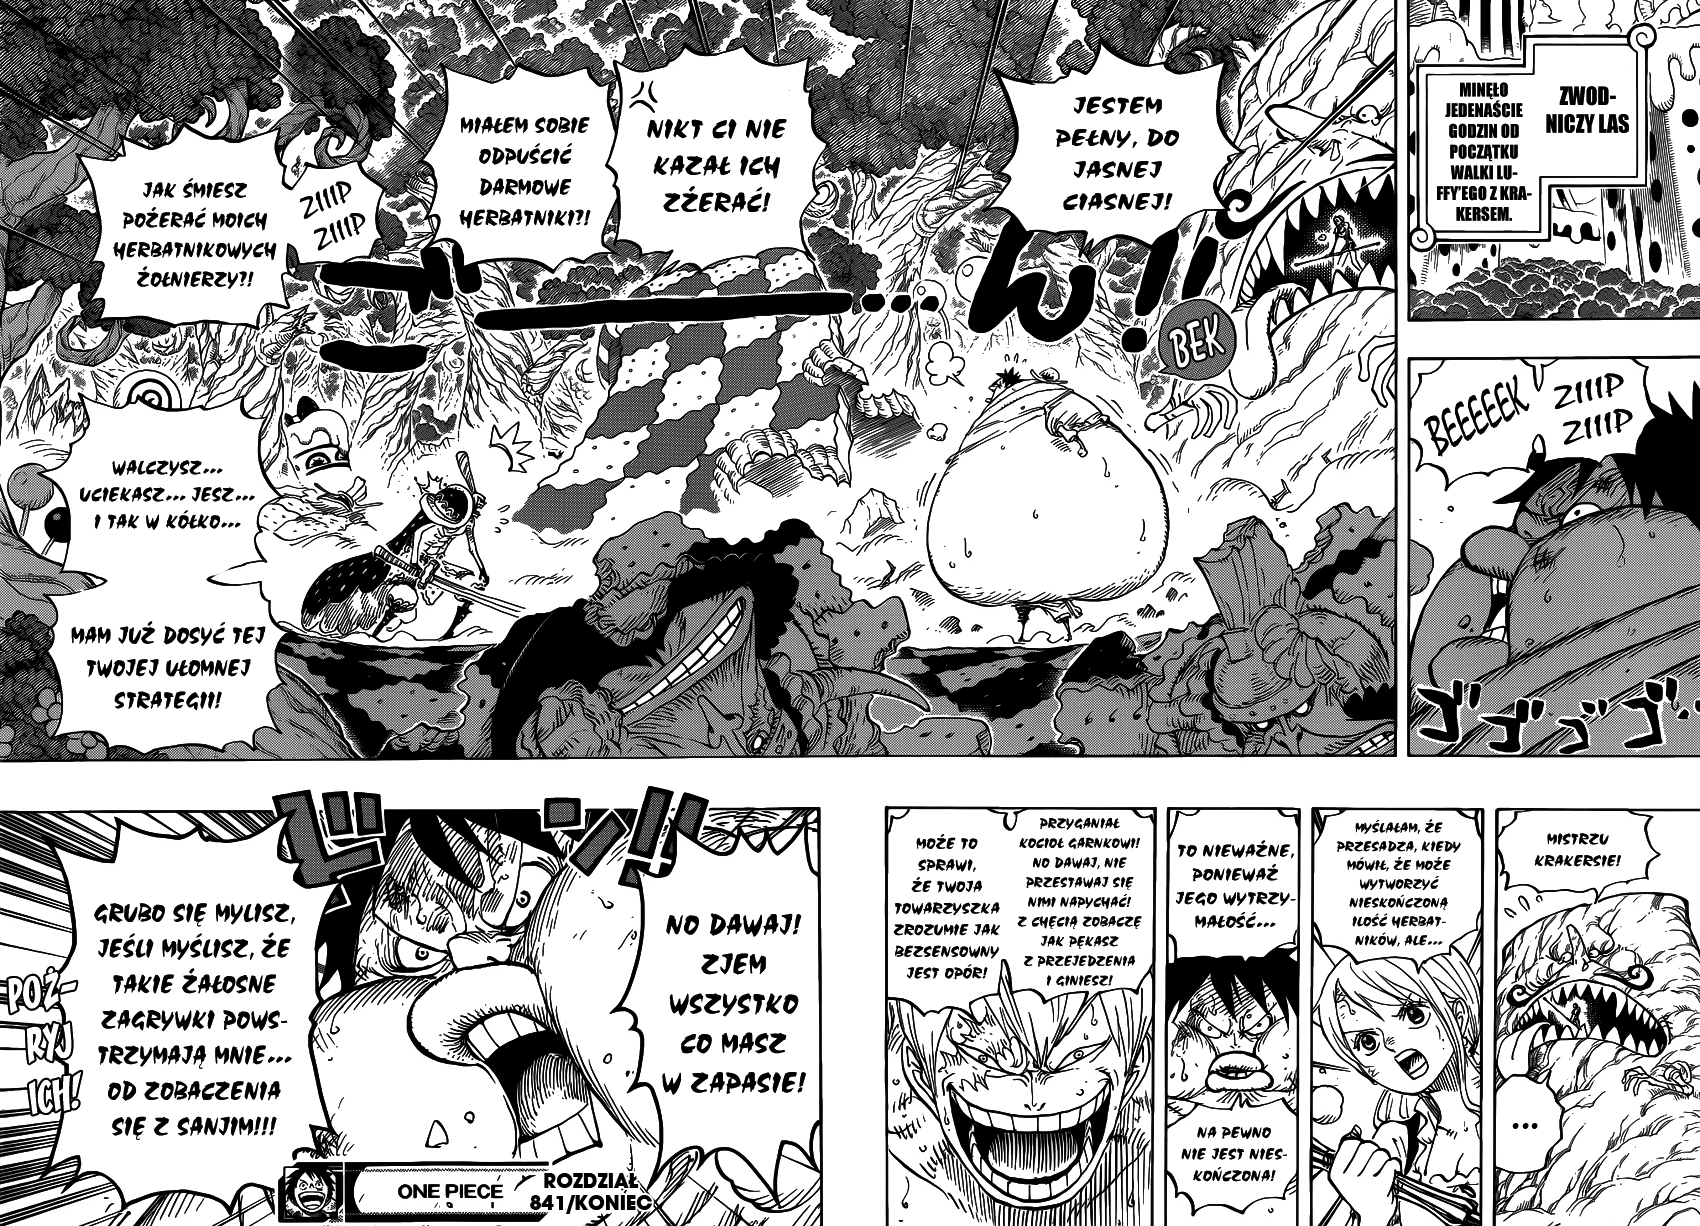 ZWOD-
NICZY LAS
MINĘŁO
JEDENAŚCIE
GODZIN OD
POCZĄTKU
WALKI LU-
FFY'EGO Z KRA-
KERSEM.
ZIIIP
ZIIIP
BEEEEEK
ゴゴゴゴ…
JESTEM
PEŁNY, DO
JASNEJ
CIASNEJ!
BEK
NIKT CI NIE
KAZAŁ ICH
ZŻERAĆ!
MIAŁEM SOBIE
ODPUŚCIĆ
DARMOWE
HERBATNIKI?!
ZIIIP
ZIIIP
JAK ŚMIESZ
POŻERAĆ MOICH
HERBATNIKOWYCH
ŻOŁNIERZY?!
WALCZYSZ...
UCIEKASZ... JESZ...
I TAK W KÓŁKO...
MAM JUŻ DOSYĆ TEJ
TWOJEJ UŁOMNEJ
STRATEGII!
MISTRZU
KRAKERSIE!
...
MYŚLAŁAM, ŻE
PRZESADZA, KIEDY
MÓWIŁ, ŻE MOŻE
WYTWORZYĆ
NIESKOŃCZONĄ
ILOŚĆ HERBAT-
NIKÓW, ALE...
TO NIEWAŻNE,
PONIEWAŻ
JEGO WYTRZY-
MAŁOŚĆ...
NA PEWNO
NIE JEST NIES-
KOŃCZONA!
PRZYGANIAŁ
KOCIOŁ GARNKOWI!
NO DAWAJ, NIE
PRZESTAWAJ SIĘ
NIMI NAPYCHAĆ!
Z CHĘCIĄ ZOBACZĘ
JAK PĘKASZ
Z PRZEJEDZENIA
I GINIESZ!
MOŻE TO
SPRAWI,
ŻE TWOJA
TOWARZYSZKA
ZROZUMIE JAK
BEZSENSOWNY
JEST OPÓR!
ドン!!
NO DAWAJ!
ZJEM
WSZYSTKO
CO MASZ
W ZAPASIE!
GRUBO SIĘ MYLISZ,
JEŚLI MYŚLISZ, ŻE
TAKIE ŻAŁOSNE
ZAGRYWKI POWS-
TRZYMAJĄ MNIE...
OD ZOBACZENIA
SIĘ Z SANJIM!!!
POŻ-
RYJ
ICH!
ONE PIECE
ROZDZIAŁ
841/KONIEC